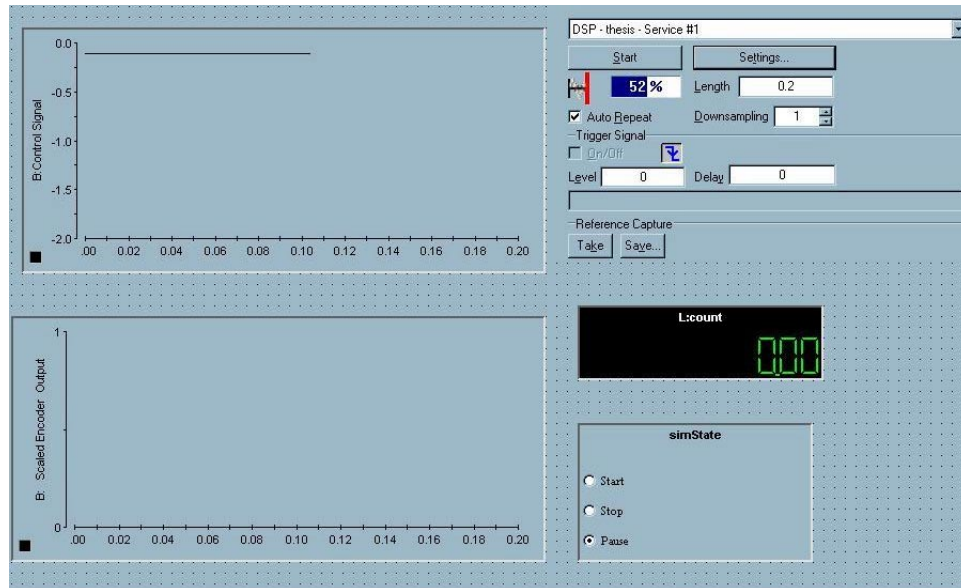 B:Control Signal
0.0
-0.5
-1.0
-1.5
-2.0
.00 0.02 0.04 0.06 0.08 0.10 0.12 0.14 0.16 0.18 0.20
DSP - thesis - Service #1
Start Settings...
52 % Length 0.2
Auto Repeat Downsampling 1
Trigger Signal
On/Off
Level 0 Delay 0
Reference Capture
Take Save...
B: Scaled Encoder Output
1
0
.00 0.02 0.04 0.06 0.08 0.10 0.12 0.14 0.16 0.18 0.20
L:count
0.00
simState
Start
Stop
Pause